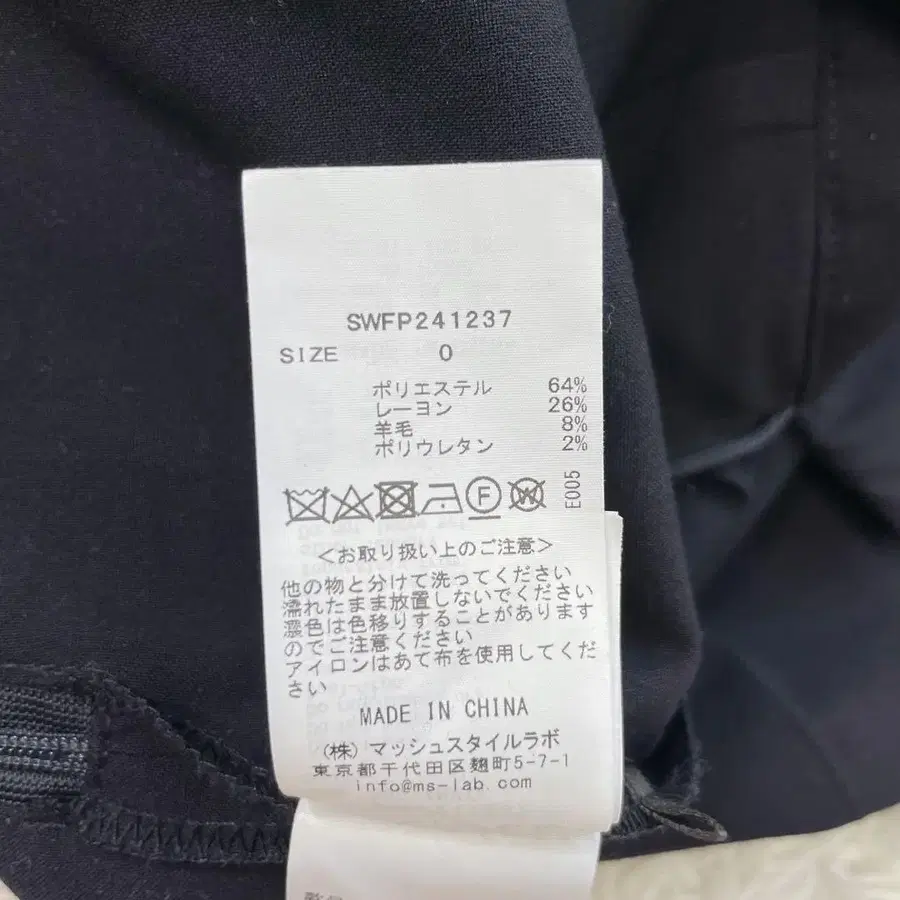 SWFP241237
SIZE 0
ポリエステル 64%
レーヨン 26%
羊毛 8%
ポリウレタン 2%
F W E005
<お取り扱い上のご注意>
他の物と分けて洗ってください
濡れたまま放置しないでください
濃色は色移りすることがあります
のでご注意ください
アイロンはあて布を使用してくだ
さい
MADE IN CHINA
(株)マッシュスタイルラボ
東京都千代田区麹町5-7-1
info@ms-lab.com